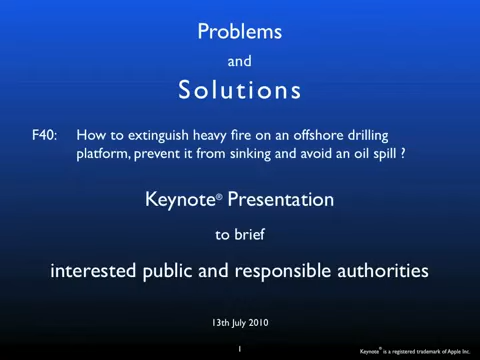 Problems
and
Solutions
F40: How to extinguish heavy fire on an offshore drilling
platform, prevent it from sinking and avoid an oil spill ?
Keynote® Presentation
to brief
interested public and responsible authorities
13th July 2010
1
Keynote® is a registered trademark of Apple Inc.